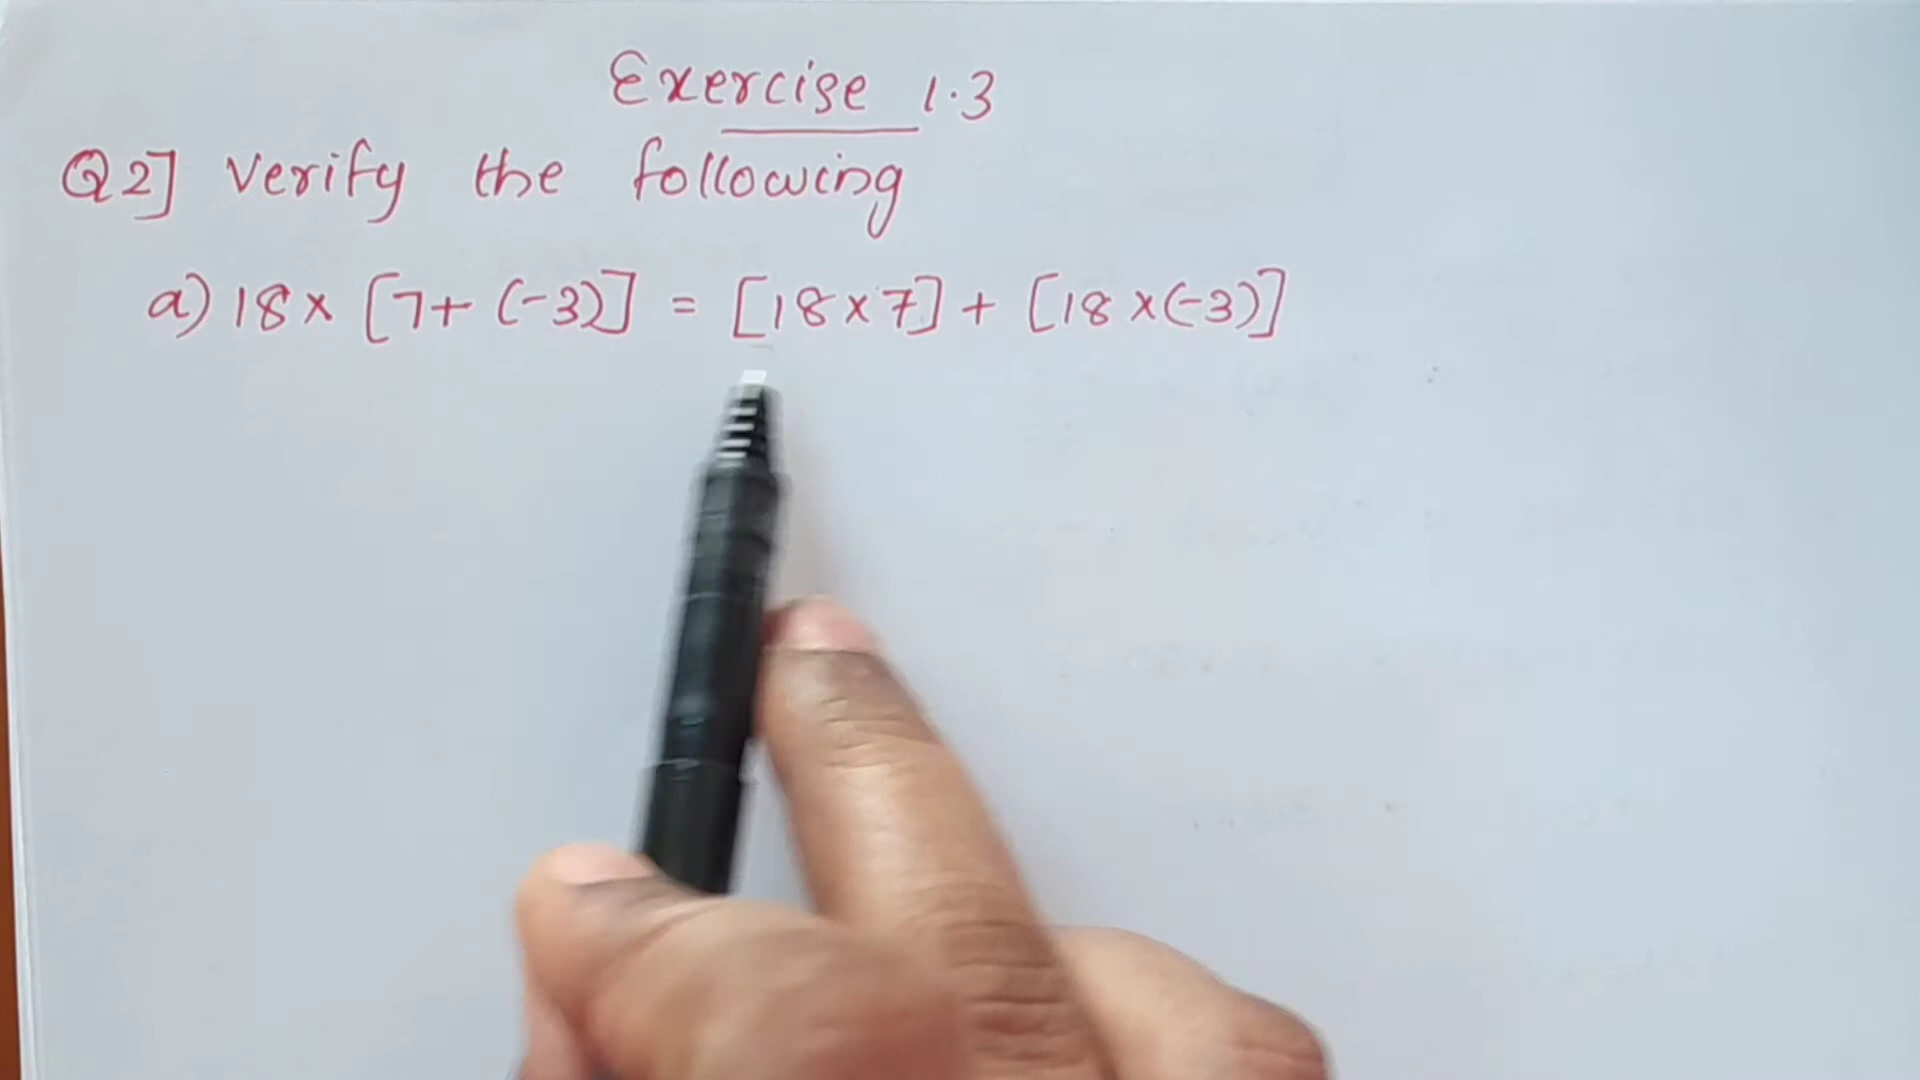 Exercise 1.3
Q2] Verify the following
a) 18 × [7+ (-3)] = [18 × 7] + [18 × (-3)]